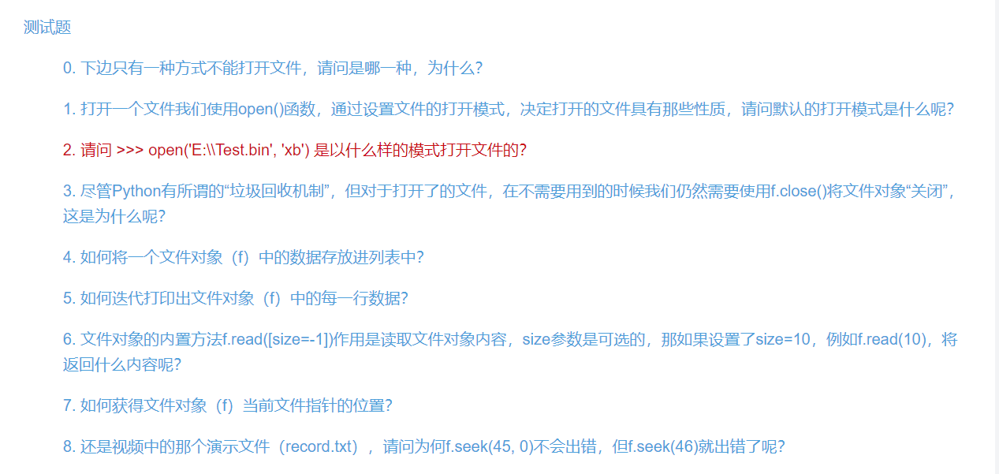 测试题
0. 下边只有一种方式不能打开文件，请问是哪一种，为什么？
1. 打开一个文件我们使用open()函数，通过设置文件的打开模式，决定打开的文件具有那些性质，请问默认的打开模式是什么呢？
2. 请问 >>> open('E:\\Test.bin', 'xb') 是以什么样的模式打开文件的？
3. 尽管Python有所谓的“垃圾回收机制”，但对于打开了的文件，在不需要用到的时候我们仍然需要使用f.close()将文件对象“关闭”，
这是为什么呢？
4. 如何将一个文件对象（f）中的数据存放进列表中？
5. 如何迭代打印出文件对象（f）中的每一行数据？
6. 文件对象的内置方法f.read([size=-1])作用是读取文件对象内容，size参数是可选的，那如果设置了size=10，例如f.read(10)，将
返回什么内容呢？
7. 如何获得文件对象（f）当前文件指针的位置？
8. 还是视频中的那个演示文件（record.txt），请问为何f.seek(45, 0)不会出错，但f.seek(46)就出错了呢？